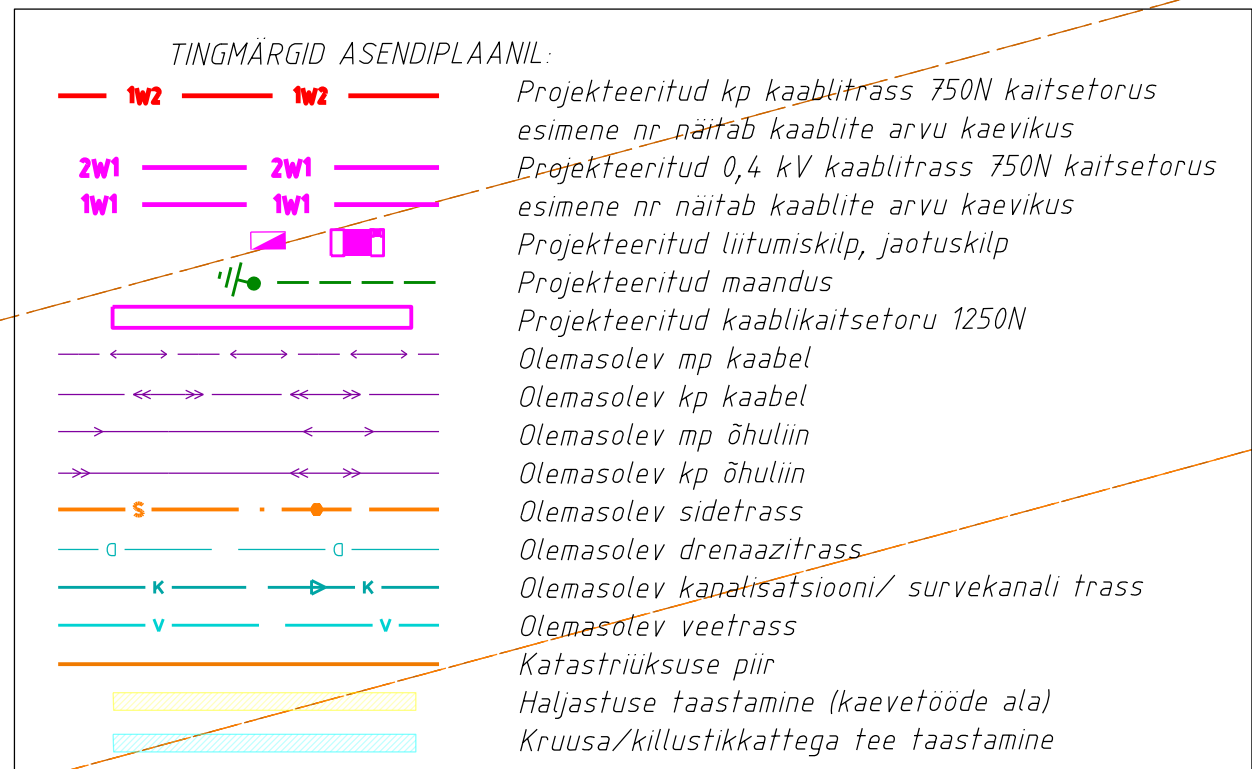 TINGMÄRGID ASENDIPLAANIL:
1W2 1W2 Projekteeritud kp kaablitrass 750N kaitsetorus
esimene nr näitab kaablite arvu kaevikus
2W1 2W1 Projekteeritud 0,4 kV kaablitrass 750N kaitsetorus
1W1 1W1 esimene nr näitab kaablite arvu kaevikus
Projekteeritud liitumiskilp, jaotuskilp
Projekteeritud maandus
Projekteeritud kaablikaitsetoru 1250N
Olemasolev mp kaabel
Olemasolev kp kaabel
Olemasolev mp õhuliin
Olemasolev kp õhuliin
S Olemasolev sidetrass
D D Olemasolev drenaazitrass
K K Olemasolev kanalisatsiooni/ survekanali trass
V V Olemasolev veetrass
Katastriüksuse piir
Haljastuse taastamine (kaevetööde ala)
Kruusa/killustikkattega tee taastamine